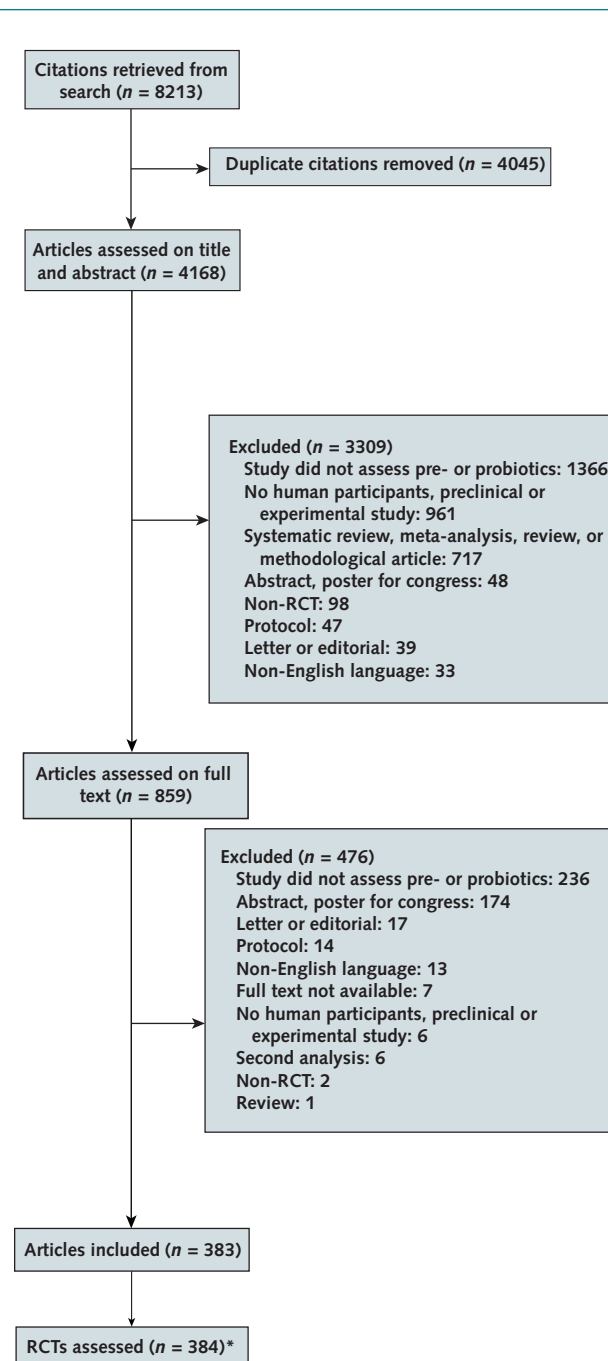 Citations retrieved from
search (n = 8213)
Duplicate citations removed (n = 4045)
Articles assessed on title
and abstract (n = 4168)
Excluded (n = 3309)
Study did not assess pre- or probiotics: 1366
No human participants, preclinical or
experimental study: 961
Systematic review, meta-analysis, review, or
methodological article: 717
Abstract, poster for congress: 48
Non-RCT: 98
Protocol: 47
Letter or editorial: 39
Non-English language: 33
Articles assessed on full
text (n = 859)
Excluded (n = 476)
Study did not assess pre- or probiotics: 236
Abstract, poster for congress: 174
Letter or editorial: 17
Protocol: 14
Non-English language: 13
Full text not available: 7
No human participants, preclinical or
experimental study: 6
Second analysis: 6
Non-RCT: 2
Review: 1
Articles included (n = 383)
RCTs assessed (n = 384)*